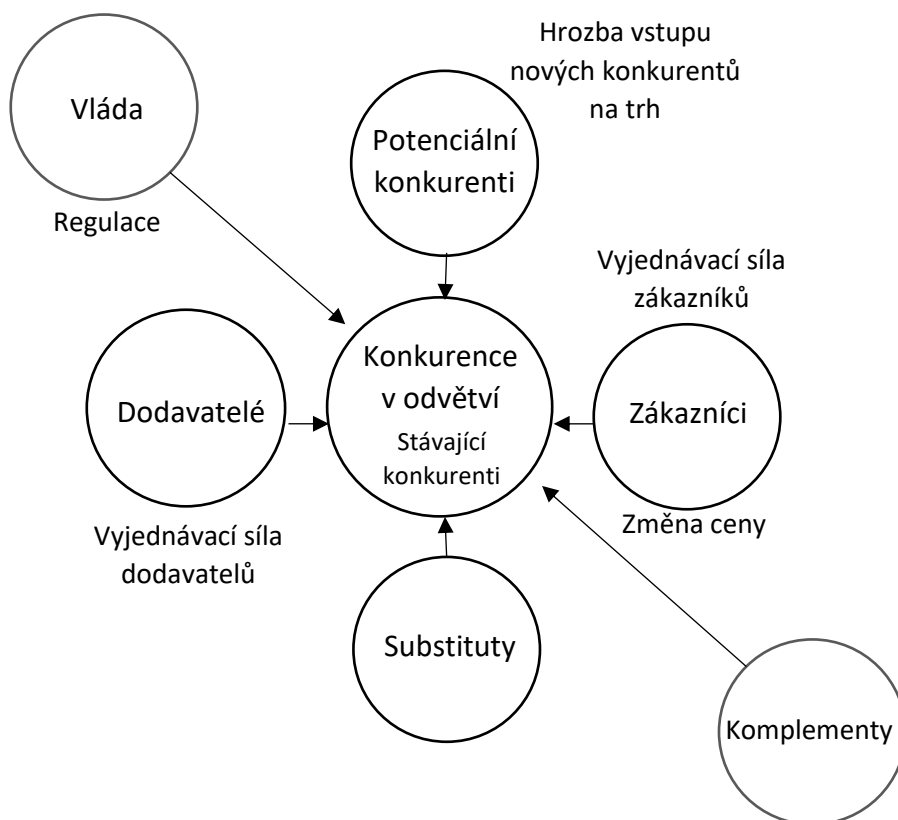 Hrozba vstupu
nových konkurentů
na trh
Vláda
Potenciální
konkurenti
Regulace
Vyjednávací síla
zákazníků
Konkurence
v odvětví
Stávající
konkurenti
Dodavatelé
Zákazníci
Změna ceny
Vyjednávací síla
dodavatelů
Substituty
Komplementy